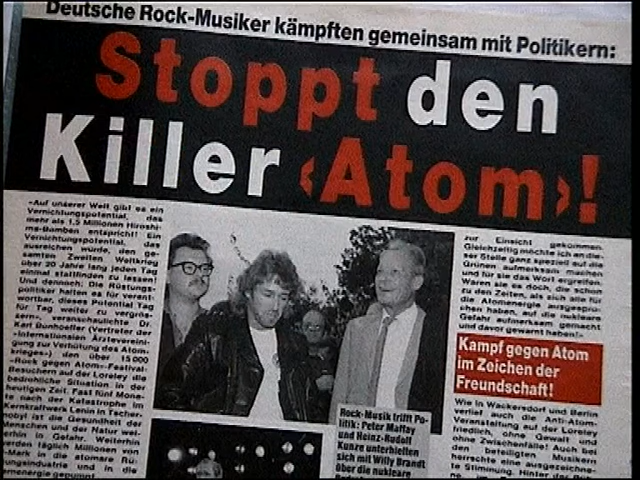 Deutsche Rock-Musiker kämpften gemeinsam mit Politikern:
Stoppt den
Killer ‹Atom›!
«Auf unserer Welt gibt es ein
Vernichtungspotential, das
mehr als 1,5 Millionen Hiroshi-
ma-Bomben entspricht! Ein
Vernichtungspotential, das
ausreichen würde, den ge-
samten Zweiten Weltkrieg
über 20 Jahre lang jeden Tag
einmal stattfinden zu lassen!
Und dennoch: Die Rüstungs-
politiker halten es für verant-
wortbar, dieses Potential Tag
für Tag weiter zu vergrös-
sern», veranschaulichte Dr.
Karl Bonhoeffer (Vertreter der
«Internationalen Ärztevereini-
gung zur Verhütung des Atom-
krieges») den über 15 000
«Rock gegen Atom»-Festival-
Besuchern auf der Loreley die
bedrohliche Situation in der
heutigen Zeit. Fast fünf Mona-
te nach der Katastrophe im
Kernkraftwerk Lenin in Tscher-
nobyl ist die Gesundheit der
Menschen und der Natur wei-
terhin in Gefahr. Weiterhin
werden täglich Millionen von
-Mark in die atomare Rü-
stungsindustrie und in die
gepumpt
Rock-Musik trifft Po-
litik: Peter Maffay
und Heinz-Rudolf
Kunze unterhielten
sich mit Willy Brandt
über die nukleare
zur Einsicht gekommen.
Gleichzeitig möchte ich an die-
ser Stelle ganz speziell auf die
Grünen aufmerksam machen
und für sie das Wort ergreifen.
Waren sie es doch, die schon
zu den Zeiten, als sich alle für
die Atomenergie ausgespro-
chen haben, auf die nukleare
Gefahr aufmerksam gemacht
und davor gewarnt haben!»
Kampf gegen Atom
im Zeichen der
Freundschaft!
Wie in Wackersdorf und Berlin
verlief auch die Anti-Atom-
Veranstaltung auf der Loreley
friedlich, ohne Gewalt und
ohne Zwischenfälle! Auch bei
den beteiligten Musikern
herrschte eine ausgezeichne-
te Stimmung.